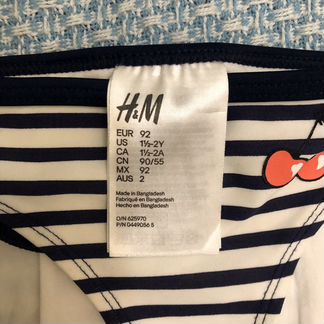 H&M
EUR 92
US 1½-2Y
CA 1½-2A
CN 90/55
MX 92
AUS 2
Made in Bangladesh
Fabriqué en Bangladesh
Hecho en Bangladesh
O/N 625970
P/N 0449056 5